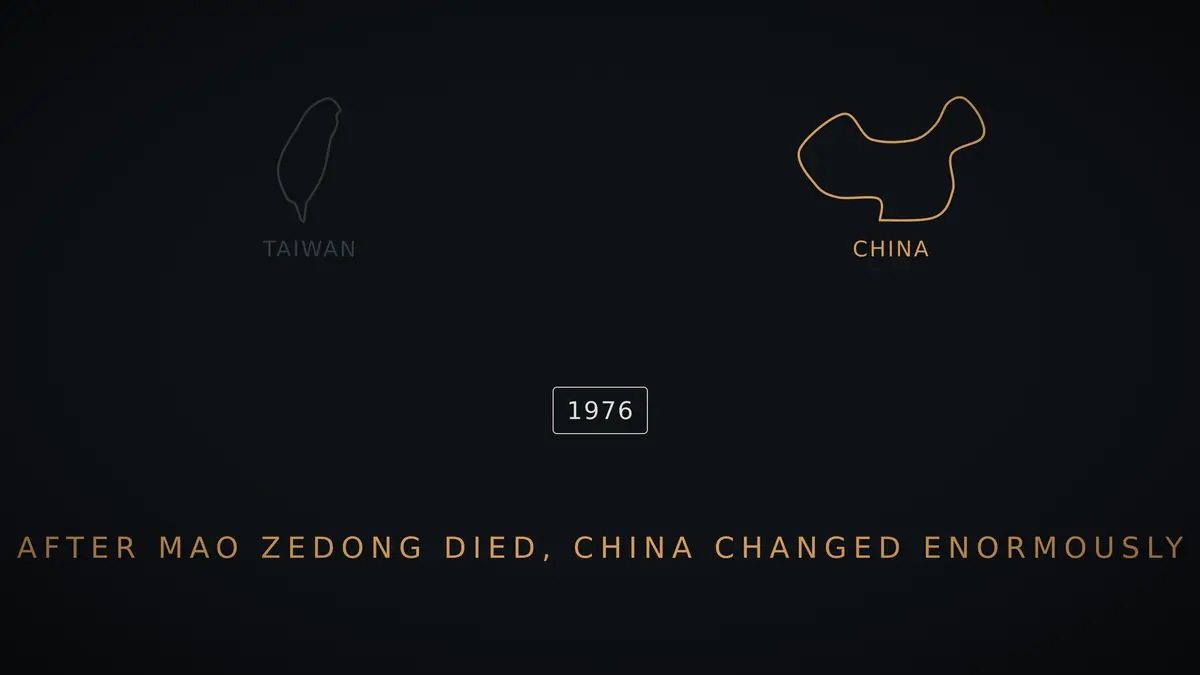 TAIWAN
CHINA
1976
AFTER MAO ZEDONG DIED, CHINA CHANGED ENORMOUSLY